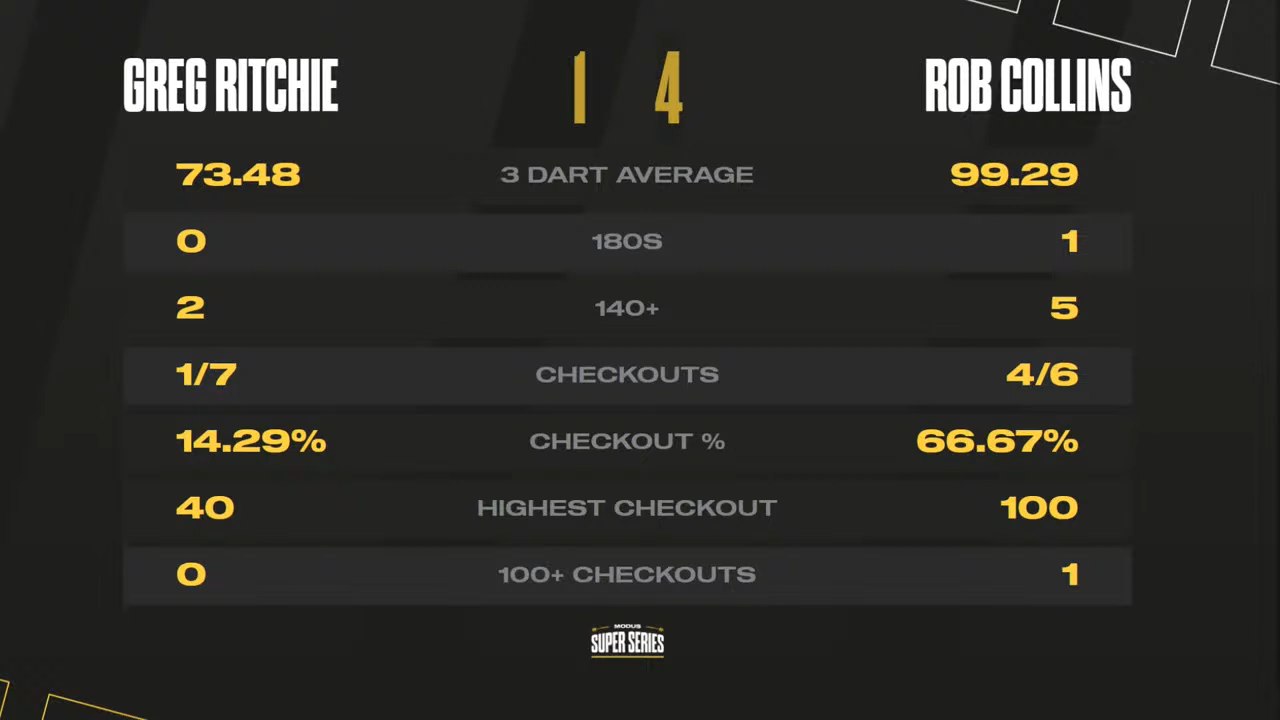 GREG RITCHIE 1 4 ROB COLLINS
73.48 3 DART AVERAGE 99.29
0 180S 1
2 140+ 5
1/7 CHECKOUTS 4/6
14.29% CHECKOUT % 66.67%
40 HIGHEST CHECKOUT 100
0 100+ CHECKOUTS 1
MODUS
SUPER SERIES